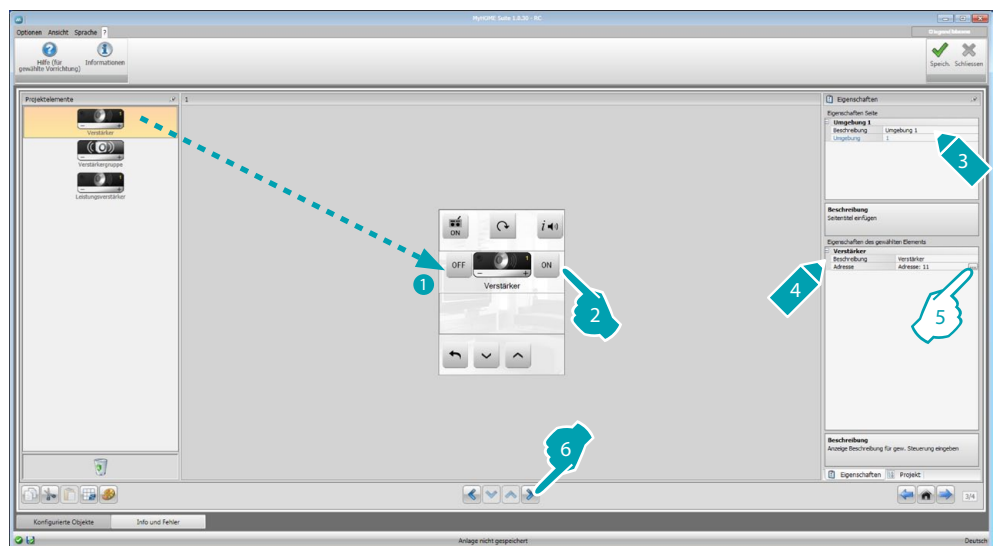 MyHOME Suite 1.0.30 - BC
Optionen Ansicht Sprache ?
Hilfe (für gewählte Vorrichtung)
Informationen
Speich. Schliessen
Projektelemente
1
Verstärker
Verstärkergruppe
Leistungsverstärker
ON
i
OFF
ON
Verstärker
1
2
3
4
5
6
Eigenschaften
Eigenschaften Seite
Umgebung 1
Beschreibung Umgebung 1
Umgebung 1
Beschreibung
Seitentitel einfügen
Eigenschaften des gewählten Elements
Verstärker
Beschreibung Verstärker
Adresse Adresse: 11
Beschreibung
Anzeige Beschreibung für gew. Steuerung eingeben
Eigenschaften Projekt
3/4
Konfigurierte Objekte Info und Fehler
Anlage nicht gespeichert
Deutsch